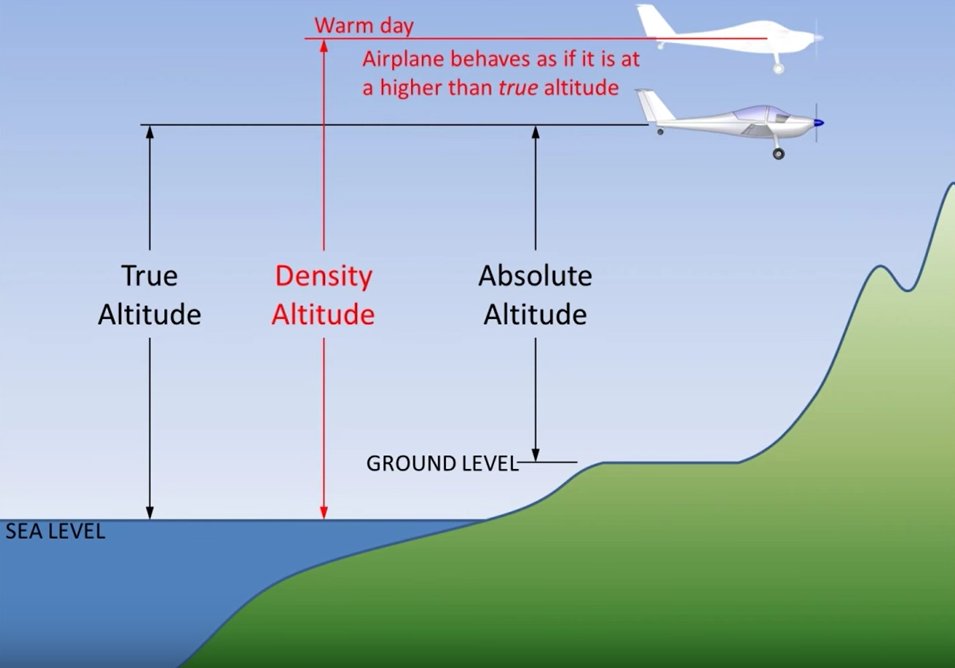 Warm day
Airplane behaves as if it is at
a higher than true altitude
True
Altitude
Density
Altitude
Absolute
Altitude
GROUND LEVEL
SEA LEVEL